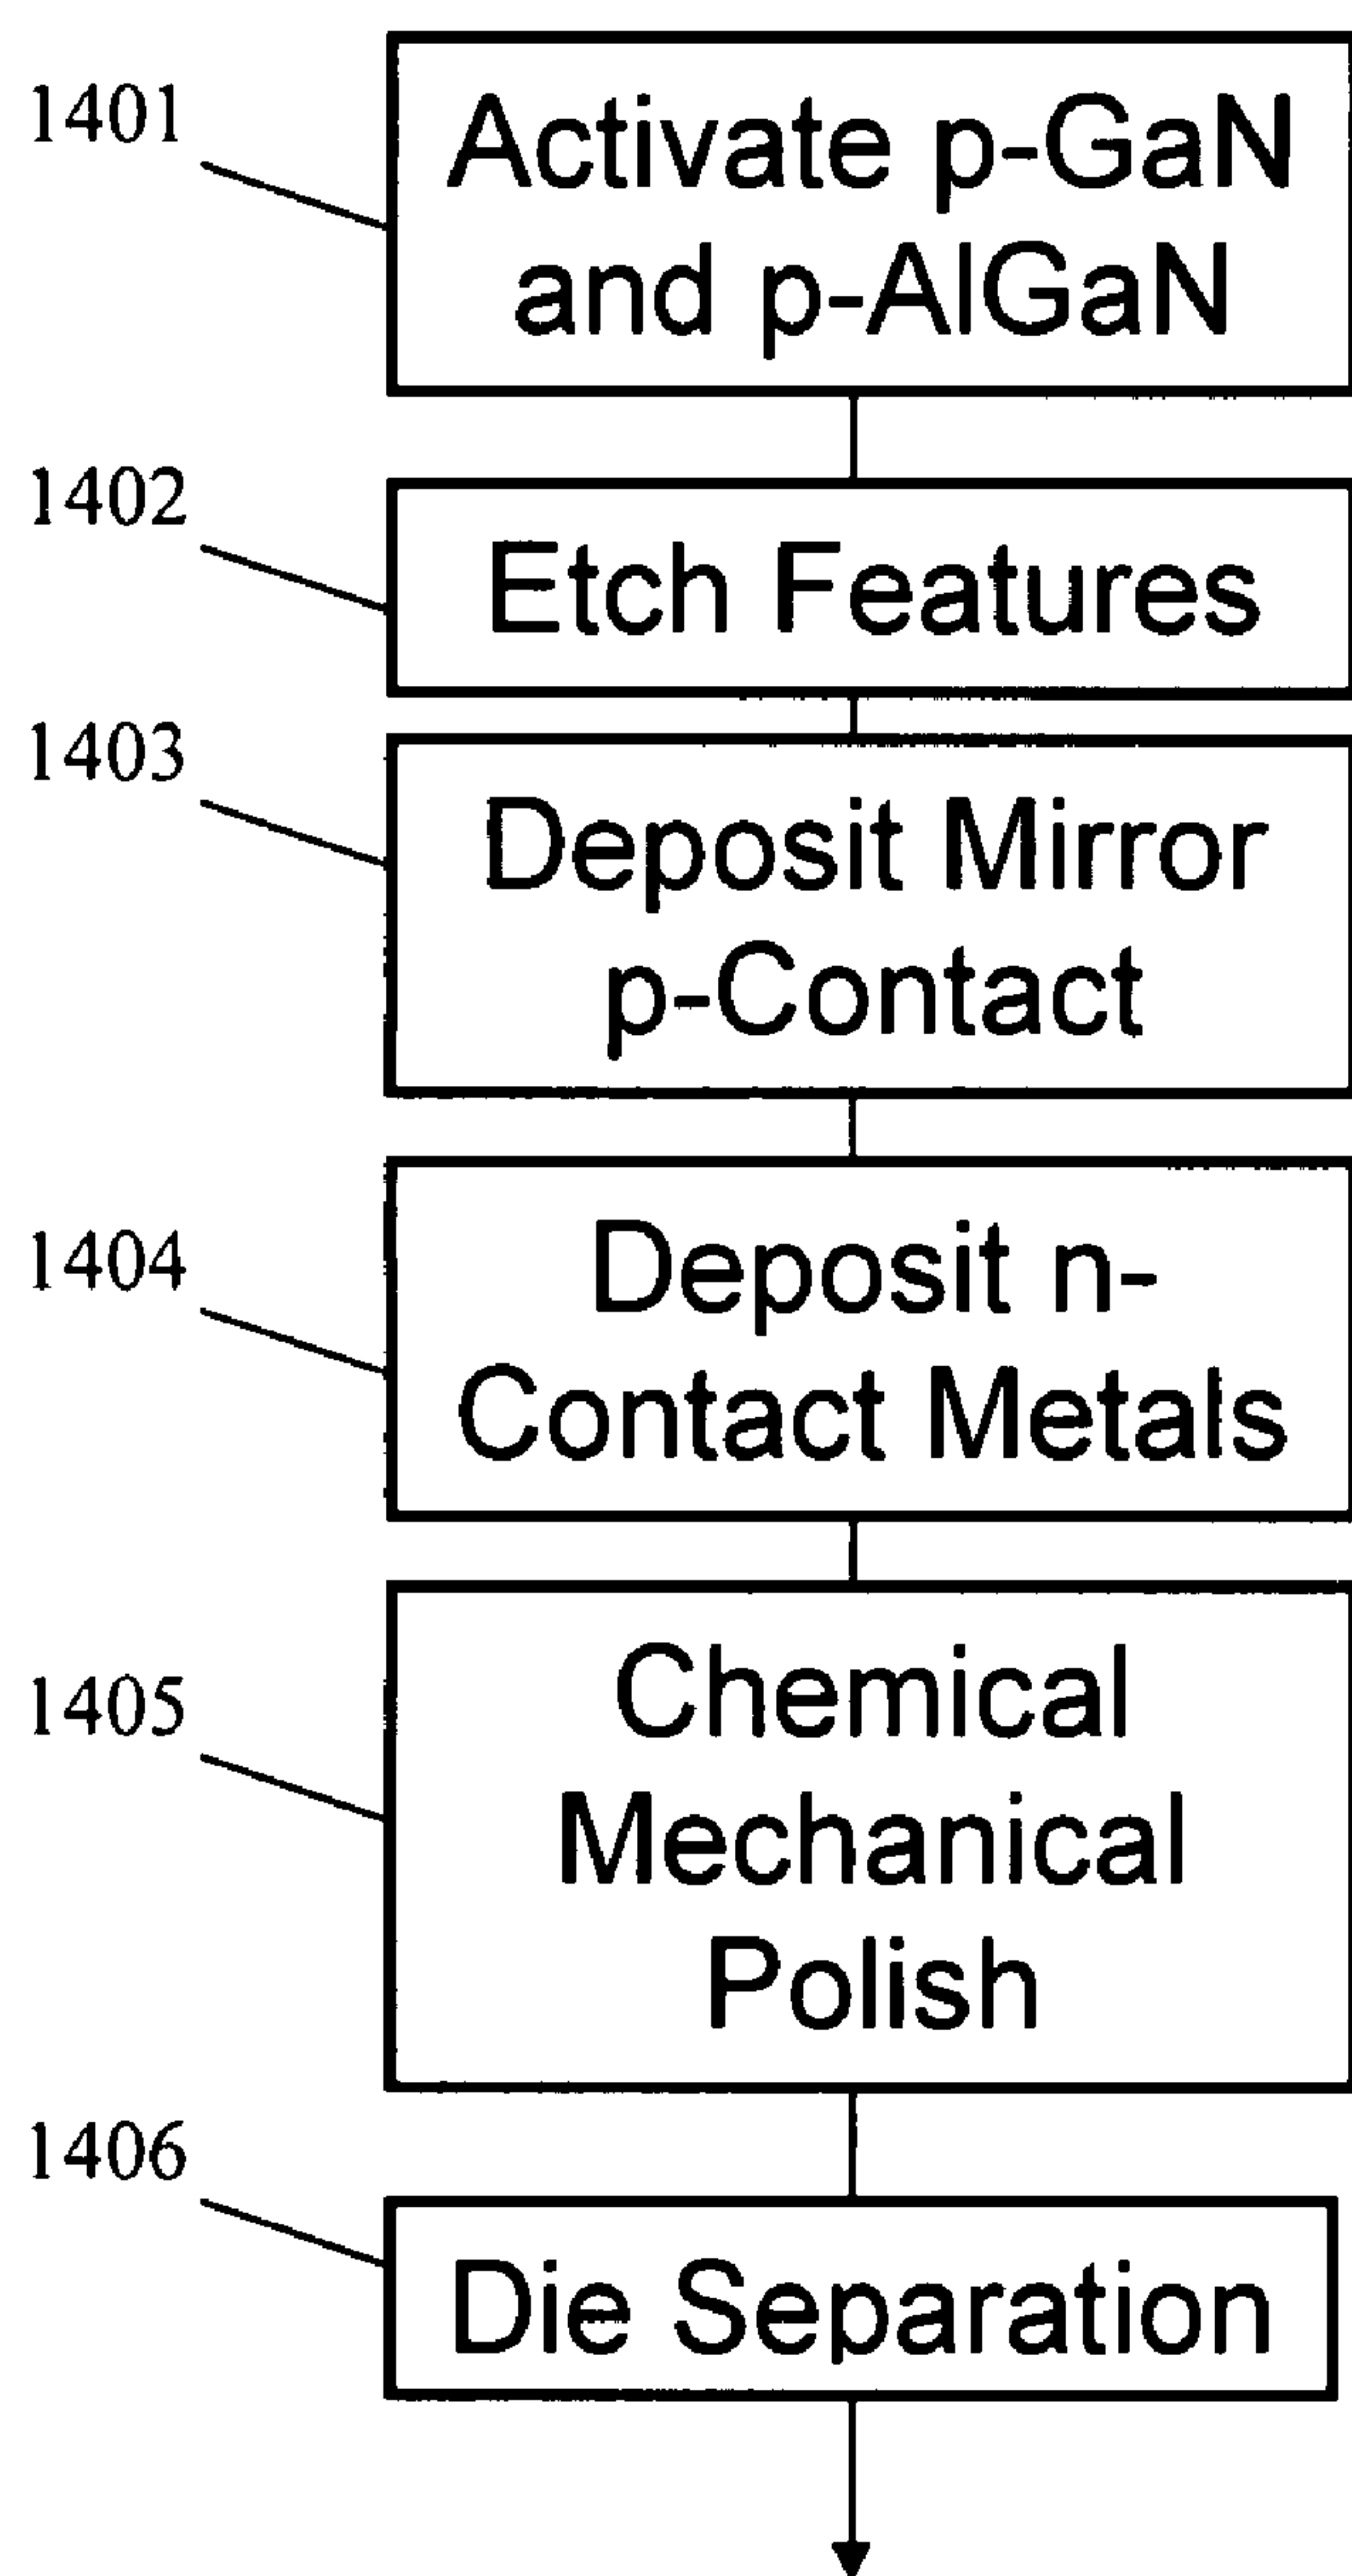 1401
Activate p-GaN
and p-AlGaN
1402
Etch Features
1403
Deposit Mirror
p-Contact
1404
Deposit n-
Contact Metals
1405
Chemical
Mechanical
Polish
1406
Die Separation